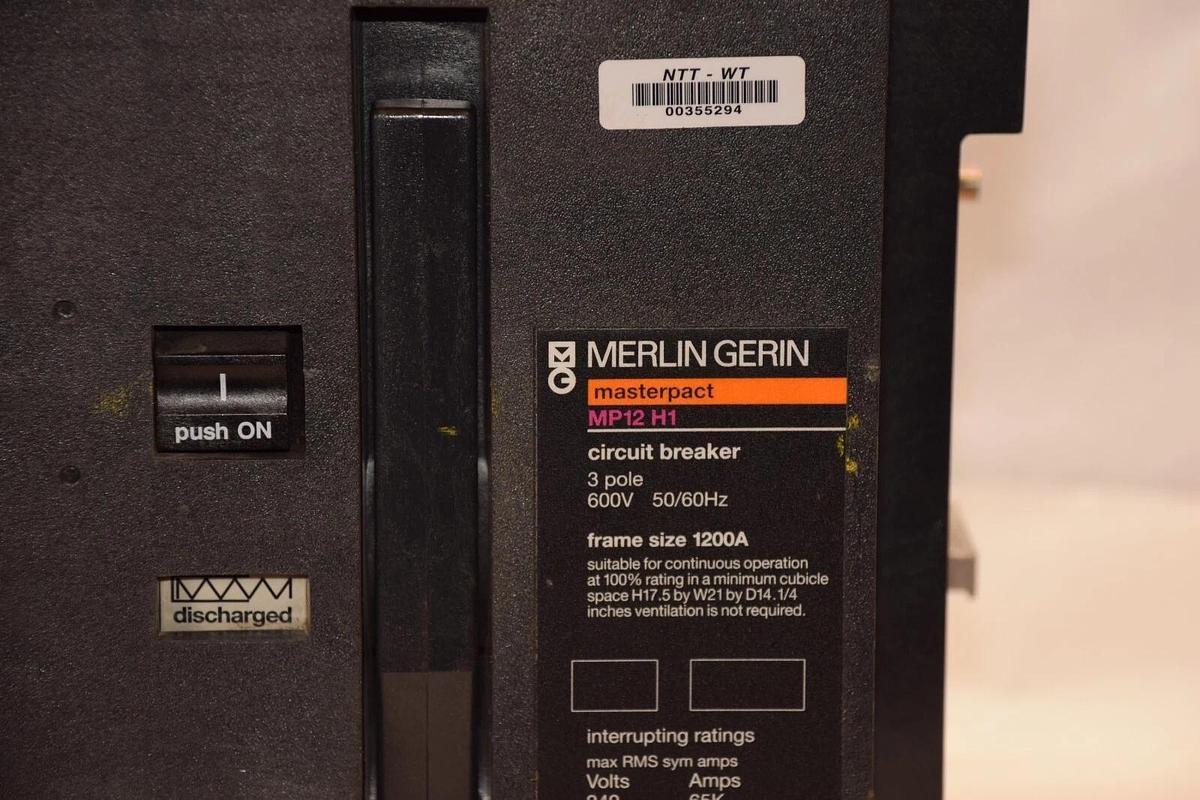 NTT - WT
00355294
I
push ON
discharged
MERLIN GERIN
masterpact
MP12 H1
circuit breaker
3 pole
600V 50/60Hz
frame size 1200A
suitable for continuous operation
at 100% rating in a minimum cubicle
space H17.5 by W21 by D14.1/4
inches ventilation is not required.
interrupting ratings
max RMS sym amps
Volts Amps
240 65K